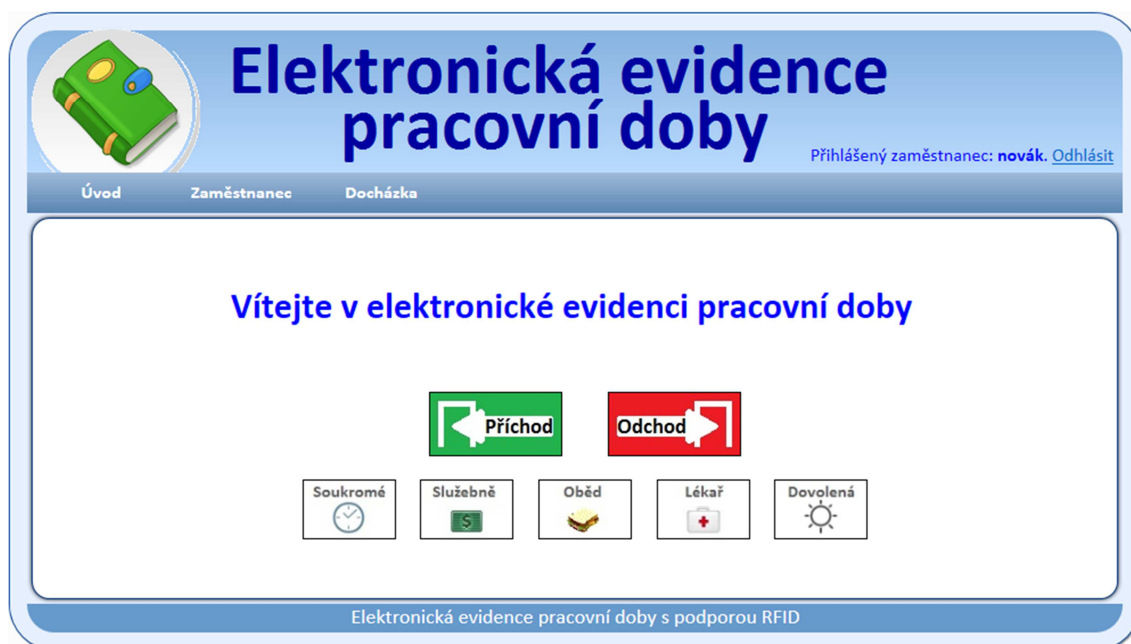 Elektronická evidence
pracovní doby
Přihlášený zaměstnanec: novák. Odhlásit
Úvod Zaměstnanec Docházka
Vítejte v elektronické evidenci pracovní doby
Příchod Odchod
Soukromé Služebně Oběd Lékař Dovolená
Elektronická evidence pracovní doby s podporou RFID